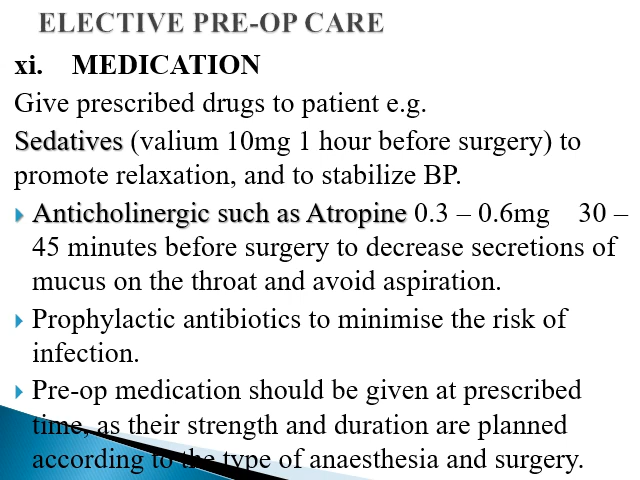 ELECTIVE PRE-OP CARE
xi. MEDICATION
Give prescribed drugs to patient e.g.
Sedatives (valium 10mg 1 hour before surgery) to
promote relaxation, and to stabilize BP.
Anticholinergic such as Atropine 0.3 – 0.6mg 30 –
45 minutes before surgery to decrease secretions of
mucus on the throat and avoid aspiration.
Prophylactic antibiotics to minimise the risk of
infection.
Pre-op medication should be given at prescribed
time, as their strength and duration are planned
according to the type of anaesthesia and surgery.